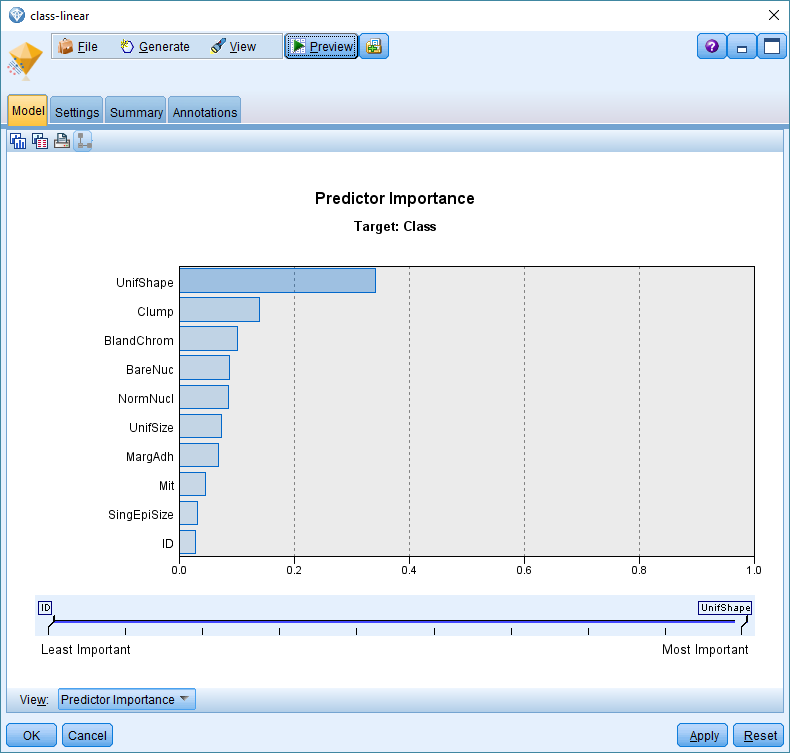 class-linear
File Generate View Preview
Model Settings Summary Annotations
Predictor Importance
Target: Class
UnifShape
Clump
BlandChrom
BareNuc
NormNucl
UnifSize
MargAdh
Mit
SingEpiSize
ID
0.0 0.2 0.4 0.6 0.8 1.0
ID UnifShape
Least Important Most Important
View: Predictor Importance
OK Cancel Apply Reset